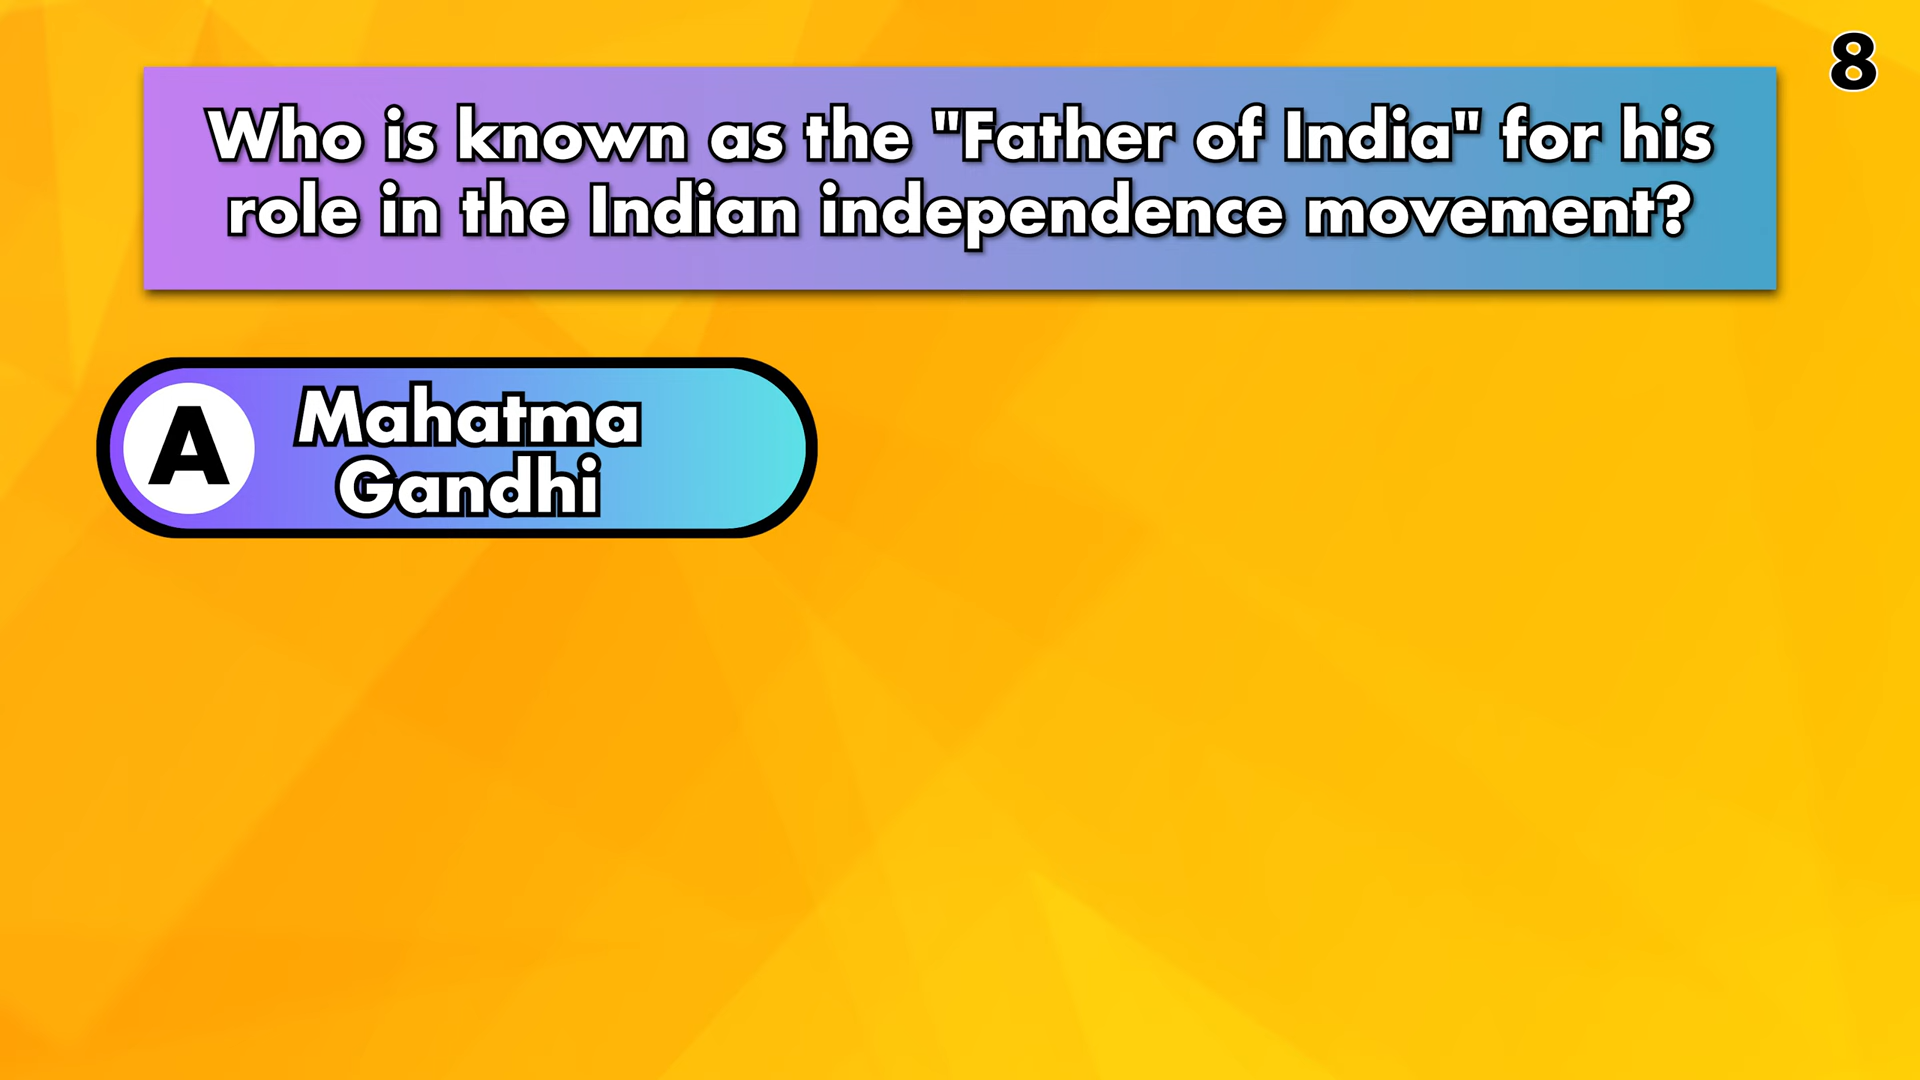 8
Who is known as the "Father of India" for his
role in the Indian independence movement?
A
Mahatma
Gandhi